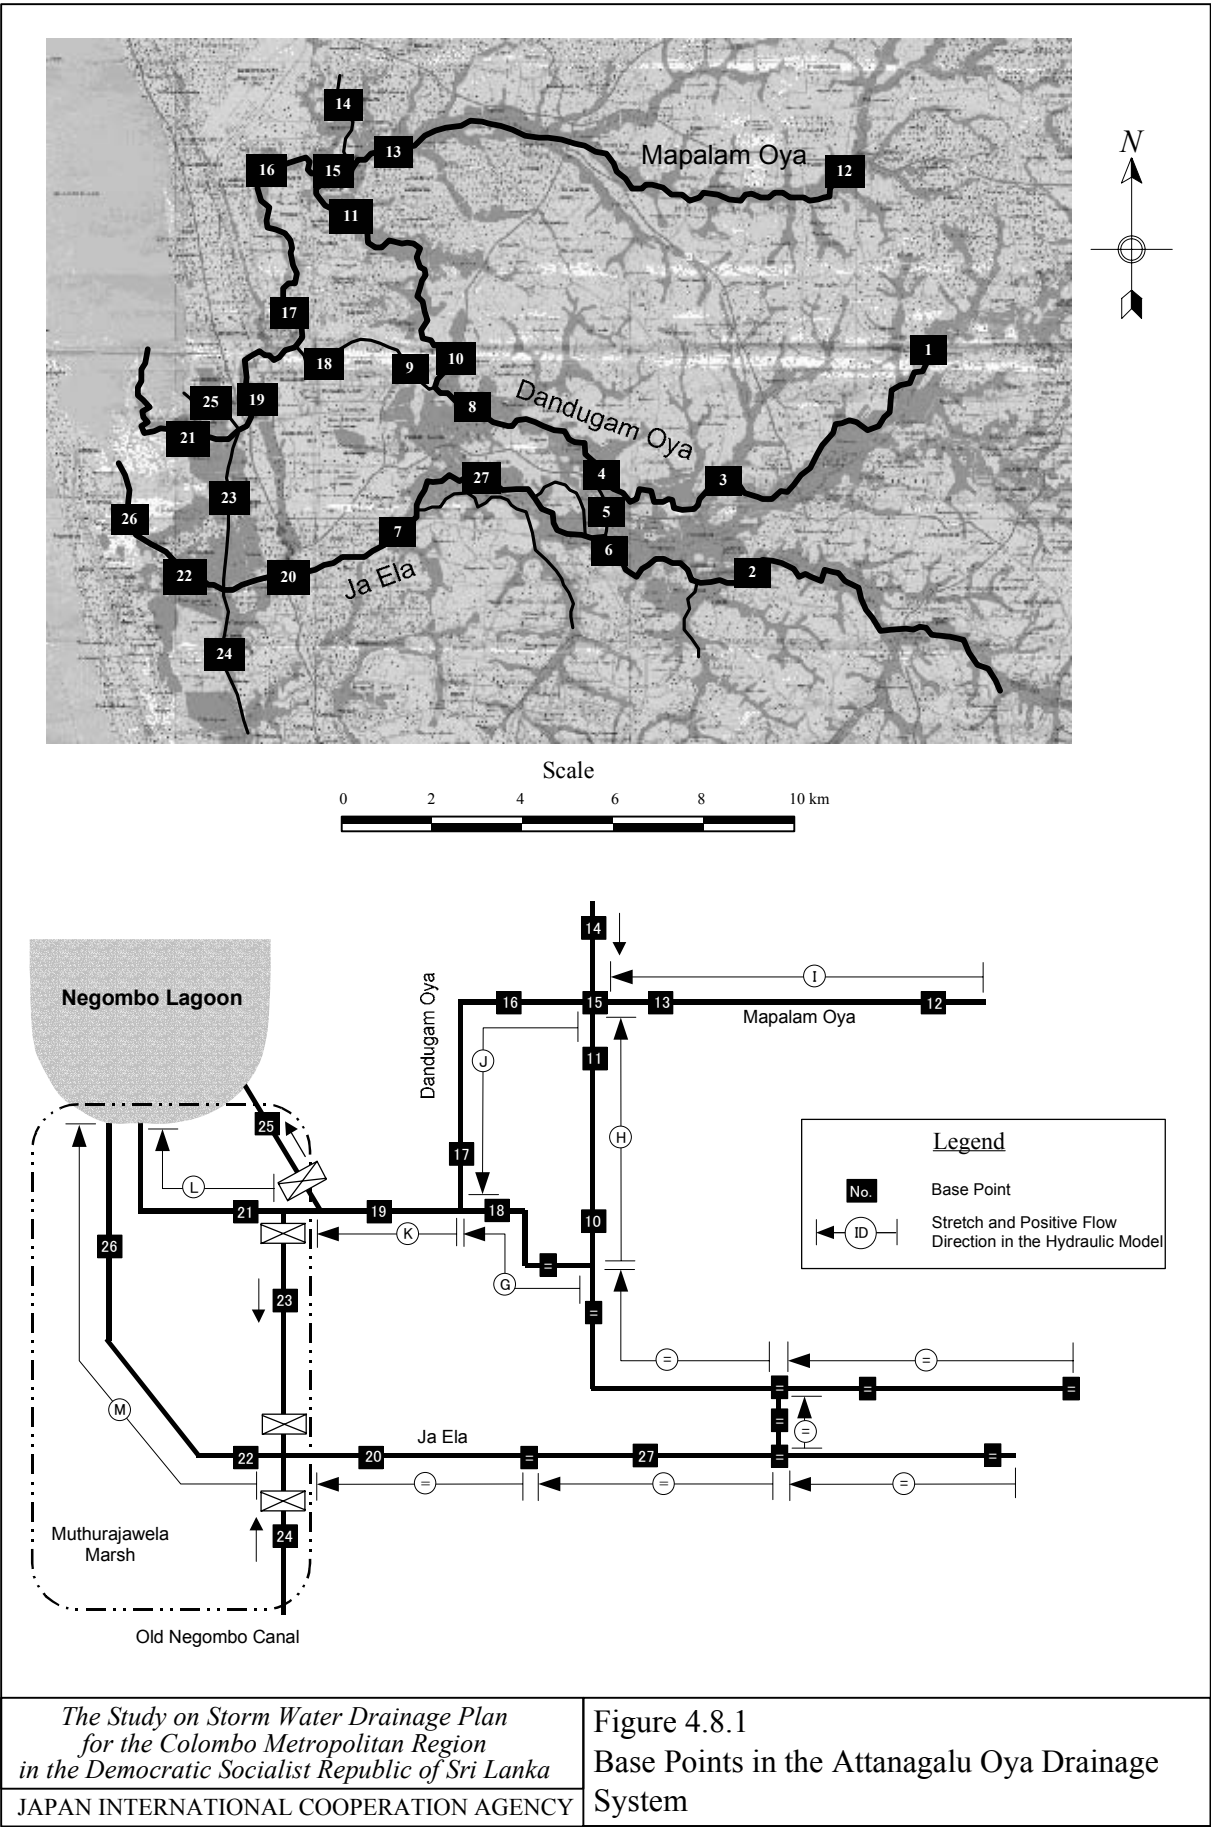 14
13
16
15
Mapalam Oya
12
11
17
1
10
18
9
25
19
8
Dandugam Oya
21
27
4
3
23
5
26
7
6
22
20
Ja Ela
2
24
N
Scale
0 2 4 6 8 10 km
14
Negombo Lagoon
Dandugam Oya
I
16
15
13
12
Mapalam Oya
J
11
25
H
17
Legend
No.
Base Point
ID
Stretch and Positive Flow
Direction in the Hydraulic Model
L
21
19
18
10
K
26
=
G
23
=
=
=
=
=
=
M
=
=
Ja Ela
22
20
=
27
=
=
=
=
=
Muthurajawela
Marsh
24
Old Negombo Canal
The Study on Storm Water Drainage Plan
for the Colombo Metropolitan Region
in the Democratic Socialist Republic of Sri Lanka
JAPAN INTERNATIONAL COOPERATION AGENCY
Figure 4.8.1
Base Points in the Attanagalu Oya Drainage
System